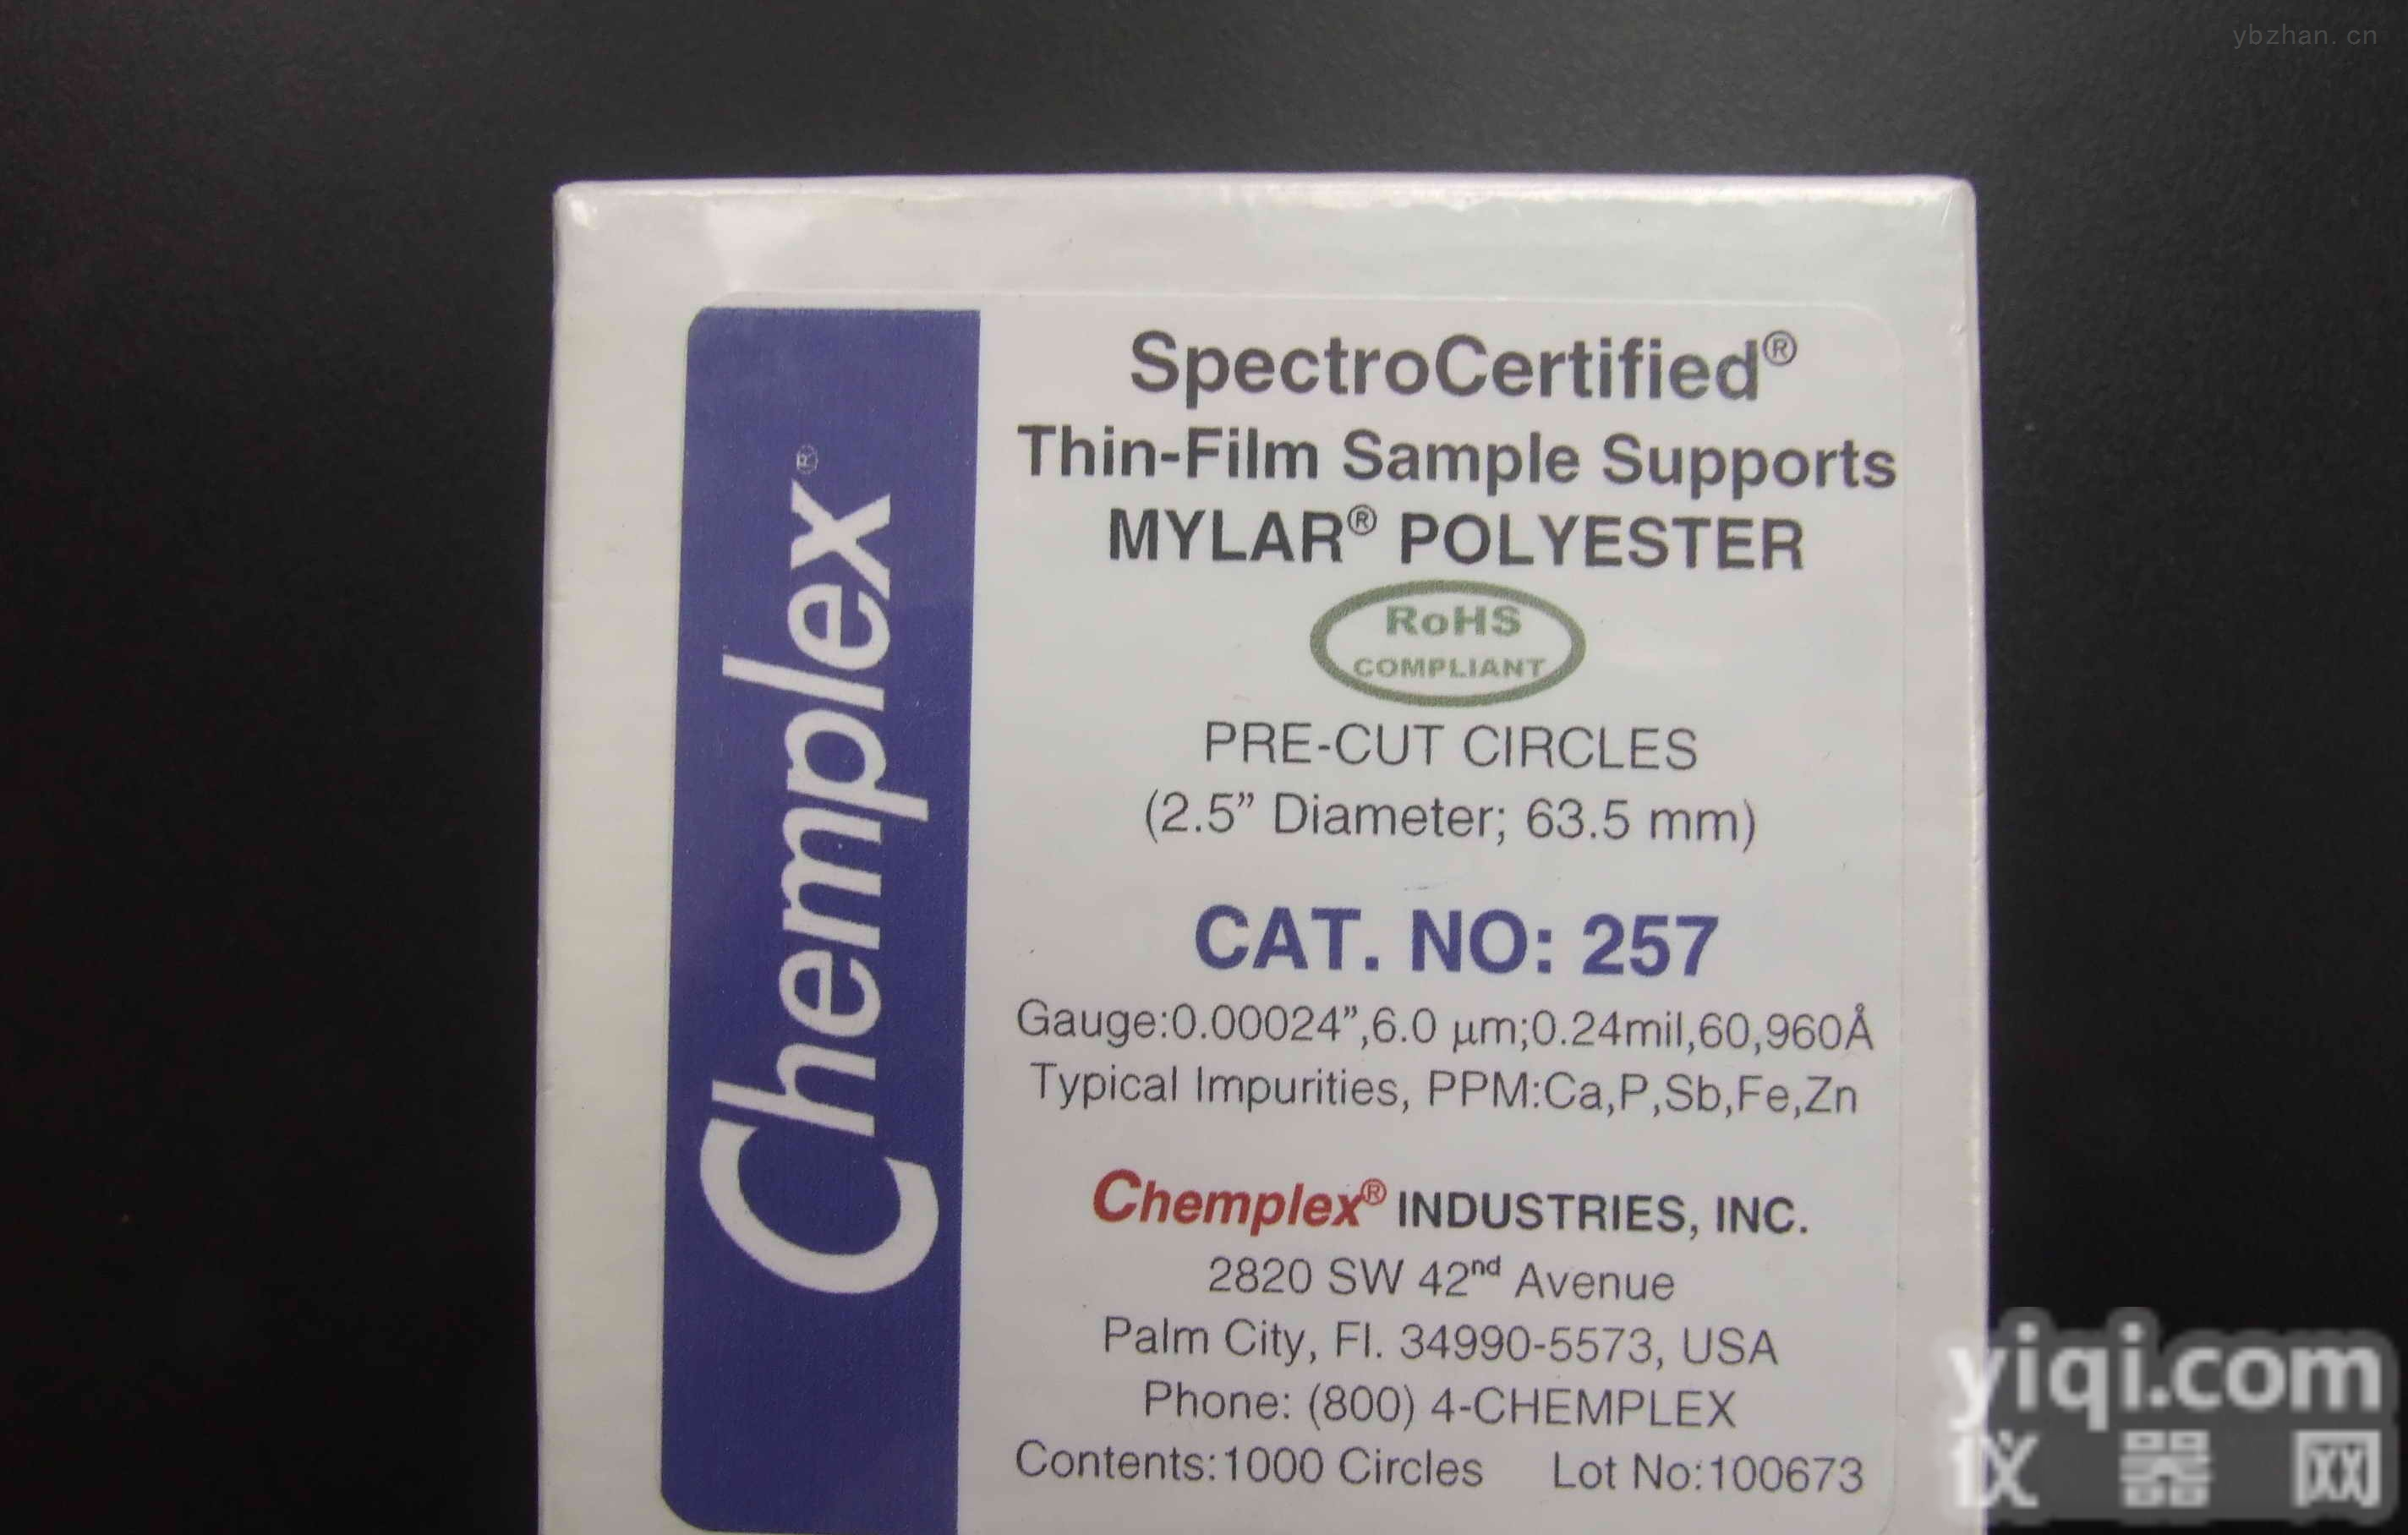 ybzhan.cn
Chemplex®
SpectroCertified®
Thin-Film Sample Supports
MYLAR® POLYESTER
RoHS
COMPLIANT
PRE-CUT CIRCLES
(2.5” Diameter; 63.5 mm)
CAT. NO: 257
Gauge:0.00024”,6.0 µm;0.24mil,60,960Å
Typical Impurities, PPM:Ca,P,Sb,Fe,Zn
Chemplex® INDUSTRIES, INC.
2820 SW 42nd Avenue
Palm City, Fl. 34990-5573, USA
Phone: (800) 4-CHEMPLEX
Contents:1000 Circles Lot No:100673
yiqi.com
仪器网